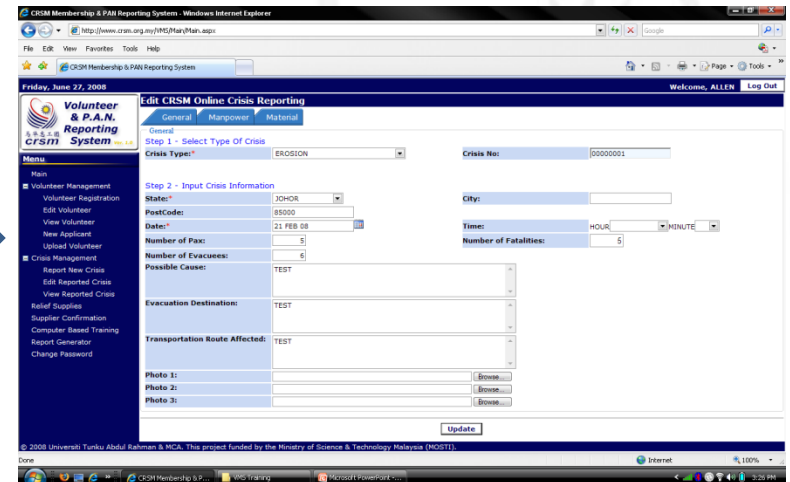 CRSM Membership & PAN Reporting System - Windows Internet Explorer
http://www.crsm.org.my/VMS/Main/Main.aspx
Google
File Edit View Favorites Tools Help
CRSM Membership & PAN Reporting System
Page Tools
Friday, June 27, 2008 Welcome, ALLEN Log Out
Volunteer
& P.A.N.
Reporting
System
crsm
Edit CRSM Online Crisis Reporting
General Manpower Material
General
Step 1 - Select Type Of Crisis
Crisis Type:* EROSION Crisis No: 00000001
Step 2 - Input Crisis Information
State:* JOHOR City:
PostCode: 85000
Date:* 21 FEB 08 Time: HOUR MINUTE
Number of Pax: 5 Number of Fatalities: 5
Number of Evacuees: 6
Possible Cause: TEST
Evacuation Destination: TEST
Transportation Route Affected: TEST
Photo 1: Browse...
Photo 2: Browse...
Photo 3: Browse...
Update
Menu
Main
Volunteer Management
Volunteer Registration
Edit Volunteer
View Volunteer
New Applicant
Upload Volunteer
Crisis Management
Report New Crisis
Edit Reported Crisis
View Reported Crisis
Relief Supplies
Supplier Confirmation
Computer Based Training
Report Generator
Change Password
© 2008 Universiti Tunku Abdul Rahman & MCA. This project funded by the Ministry of Science & Technology Malaysia (MOSTI).
Done Internet 100%
CRSM Membership & P... VMS Training Microsoft PowerPoint -... 3:26 PM